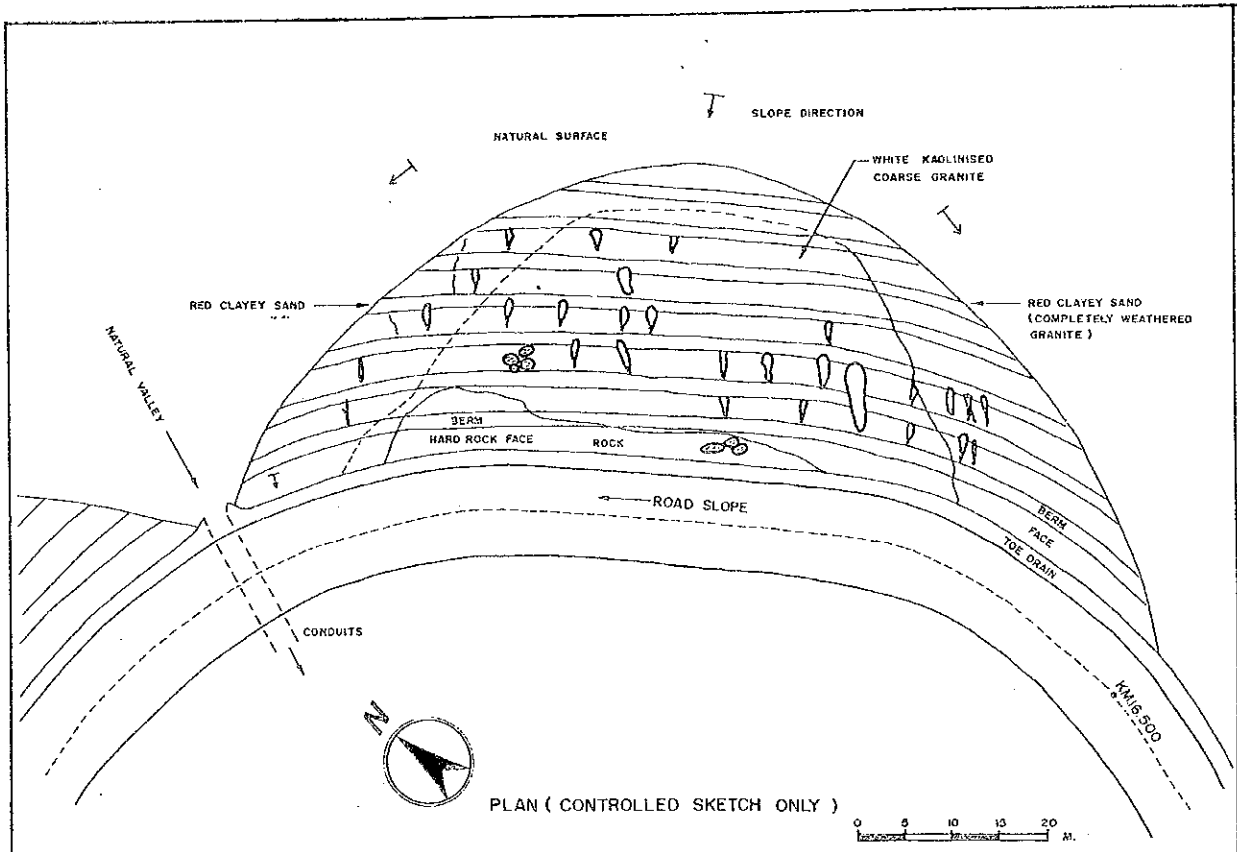 SLOPE DIRECTION
NATURAL SURFACE
WHITE KAOLINISED
COARSE GRANITE
RED CLAYEY SAND
RED CLAYEY SAND
(COMPLETELY WEATHERED
GRANITE)
NATURAL VALLEY
BERM
HARD ROCK FACE
ROCK
ROAD SLOPE
BERM
FACE
TOE DRAIN
CONDUITS
KM.16.500
N
PLAN ( CONTROLLED SKETCH ONLY )
0 5 10 15 20
M.